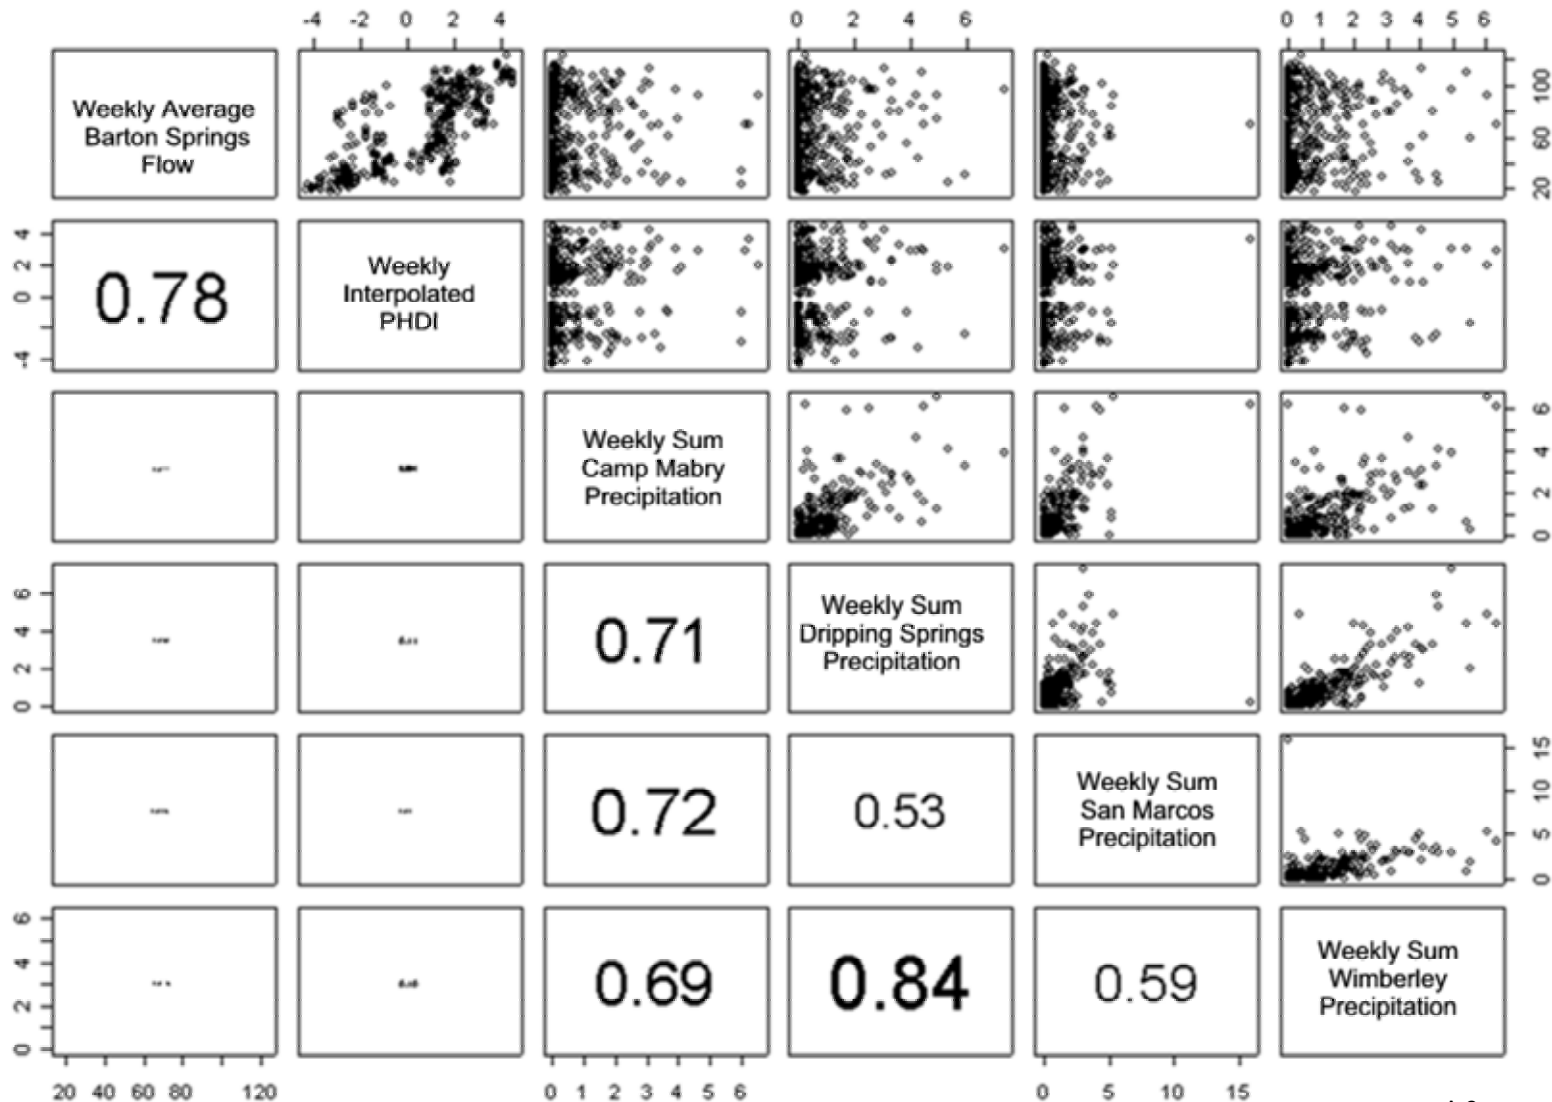 -4 -2 0 2 4
0 2 4 6
0 1 2 3 4 5 6
Weekly Average
Barton Springs
Flow
20 60 100
-4 0 2 4
0.78
Weekly
Interpolated
PHDI
Weekly Sum
Camp Mabry
Precipitation
0 2 4 6
0 2 4 6
0.71
Weekly Sum
Dripping Springs
Precipitation
0.72
0.53
Weekly Sum
San Marcos
Precipitation
0 5 10 15
0 2 4 6
0.69
0.84
0.59
Weekly Sum
Wimberley
Precipitation
20 40 60 80 120
0 1 2 3 4 5 6
0 5 10 15